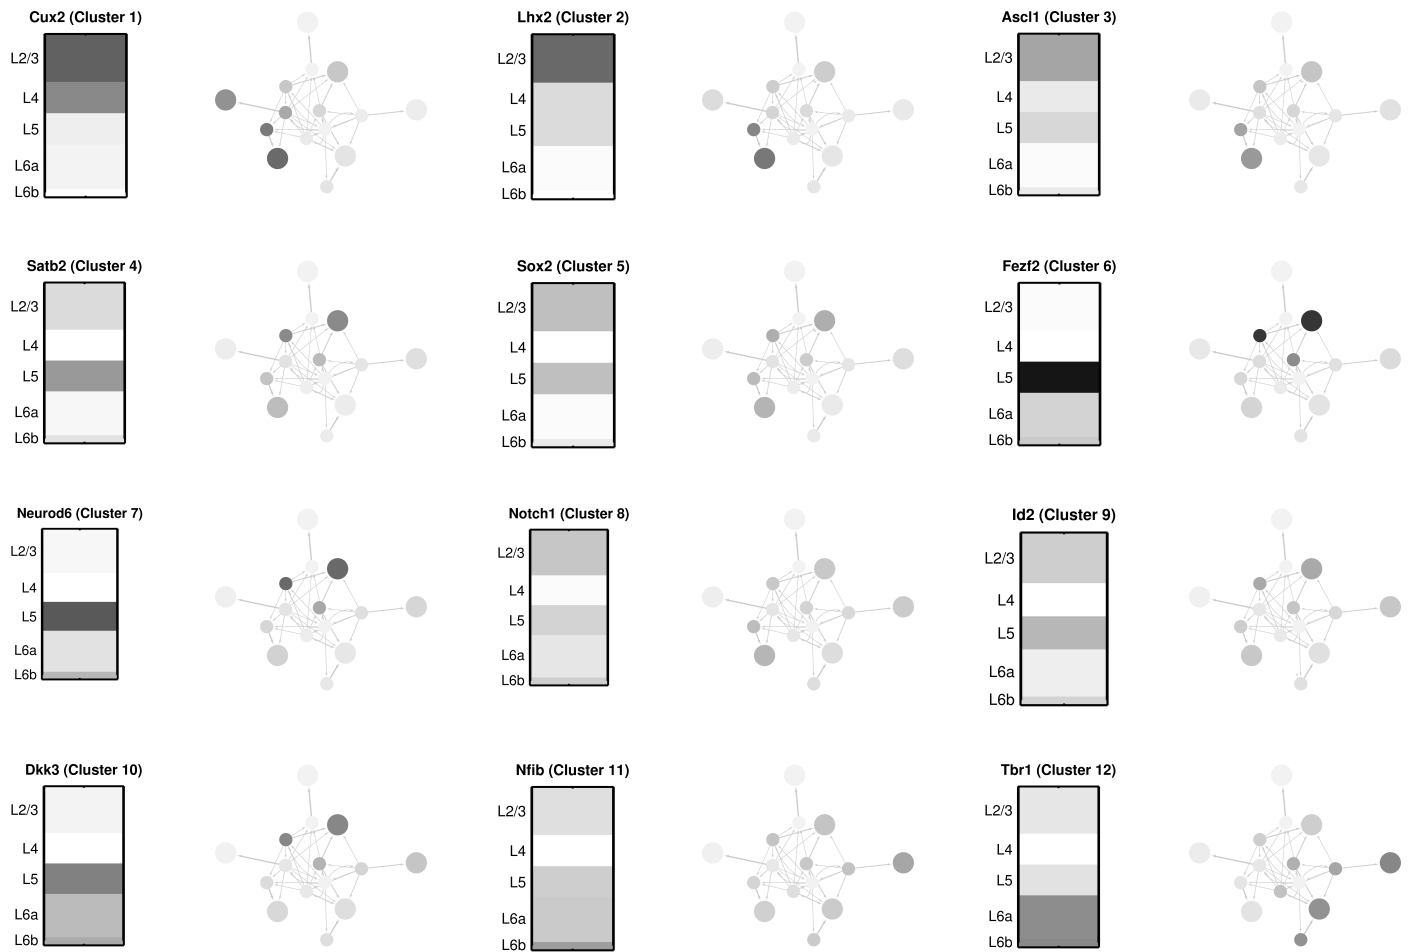 Cux2 (Cluster 1)
L2/3
L4
L5
L6a
L6b
Lhx2 (Cluster 2)
L2/3
L4
L5
L6a
L6b
Ascl1 (Cluster 3)
L2/3
L4
L5
L6a
L6b
Satb2 (Cluster 4)
L2/3
L4
L5
L6a
L6b
Sox2 (Cluster 5)
L2/3
L4
L5
L6a
L6b
Fezf2 (Cluster 6)
L2/3
L4
L5
L6a
L6b
Neurod6 (Cluster 7)
L2/3
L4
L5
L6a
L6b
Notch1 (Cluster 8)
L2/3
L4
L5
L6a
L6b
Id2 (Cluster 9)
L2/3
L4
L5
L6a
L6b
Dkk3 (Cluster 10)
L2/3
L4
L5
L6a
L6b
Nfib (Cluster 11)
L2/3
L4
L5
L6a
L6b
Tbr1 (Cluster 12)
L2/3
L4
L5
L6a
L6b